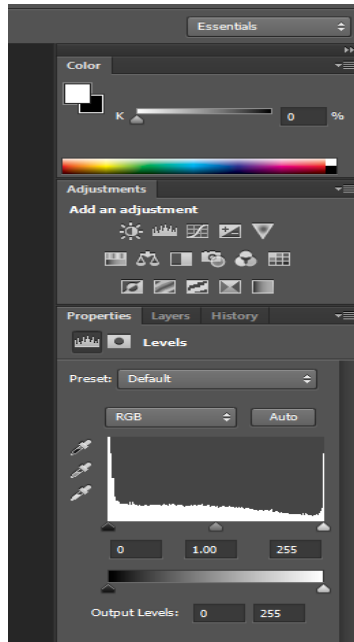 Essentials
Color
K 0 %
Adjustments
Add an adjustment
Properties Layers History
Levels
Preset: Default
RGB Auto
0 1.00 255
Output Levels: 0 255